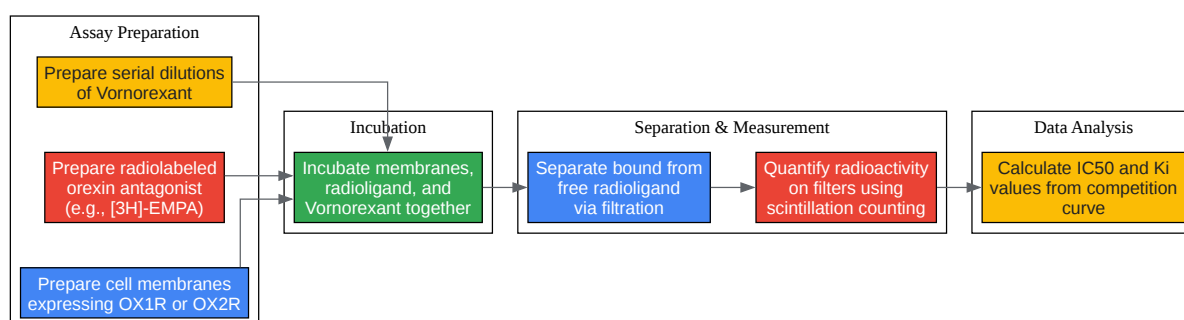 Assay Preparation
Prepare serial dilutions
of Vornorexant
Prepare radiolabeled
orexin antagonist
(e.g., [3H]-EMPA)
Prepare cell membranes
expressing OX1R or OX2R
Incubation
Incubate membranes,
radioligand, and
Vornorexant together
Separation & Measurement
Separate bound from
free radioligand
via filtration
Quantify radioactivity
on filters using
scintillation counting
Data Analysis
Calculate IC50 and Ki
values from competition
curve